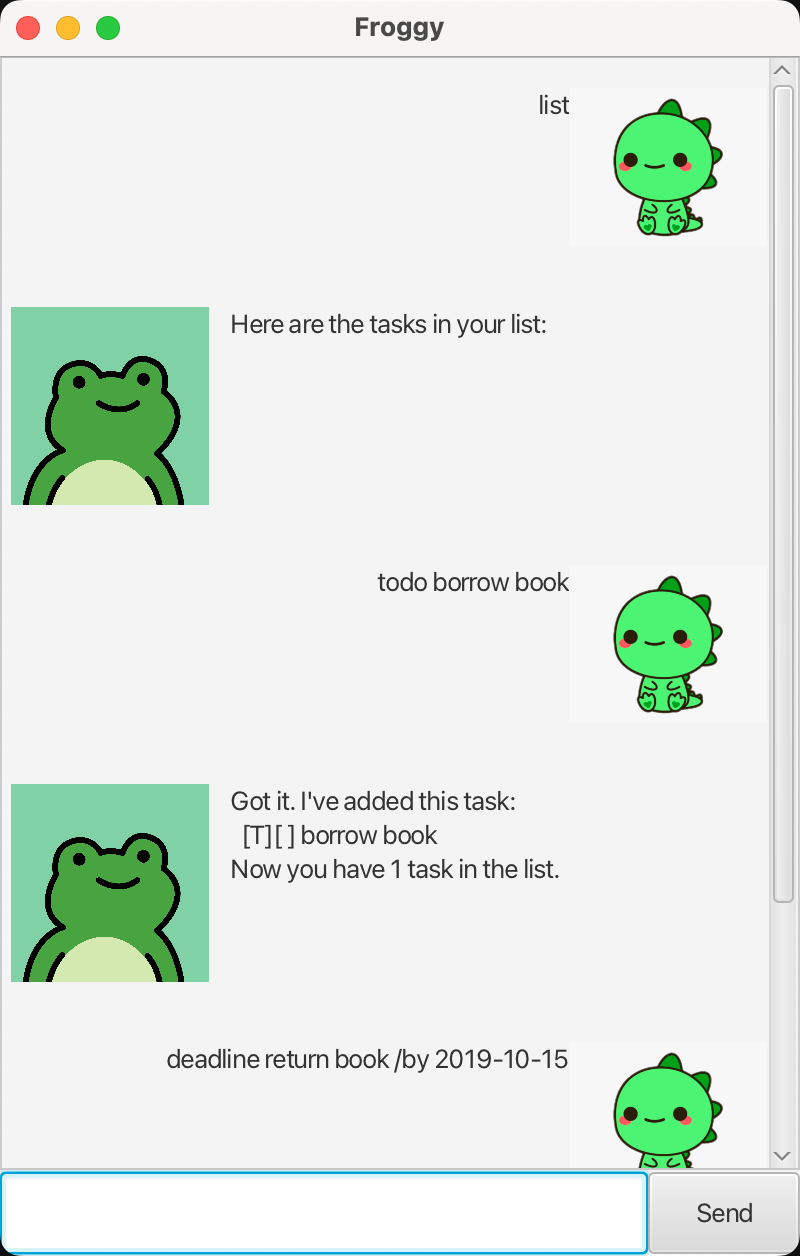 Froggy
list
Here are the tasks in your list:
todo borrow book
Got it. I've added this task:
[T][ ] borrow book
Now you have 1 task in the list.
deadline return book /by 2019-10-15
Send